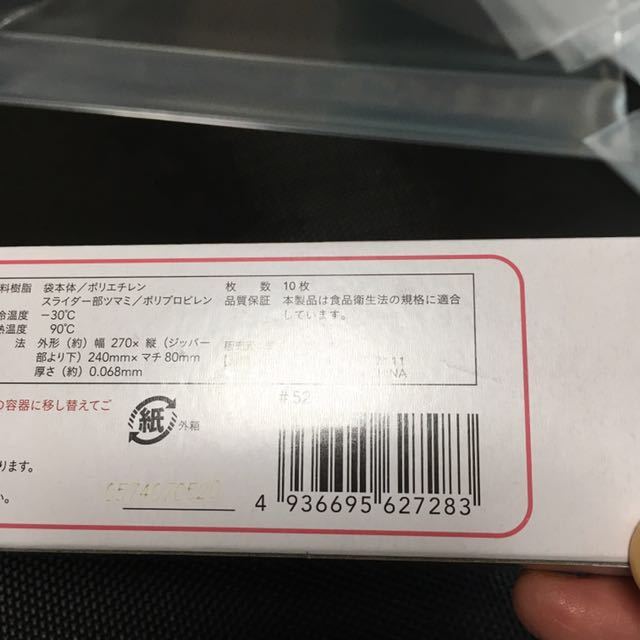 料樹脂 袋本体／ポリエチレン
スライダー部ツマミ／ポリプロピレン
冷温度 −30℃
熱温度 90℃
法 外形（約）幅 270× 縦（ジッパー
部より下）240mm× マチ 80mm
厚さ（約）0.068mm
枚 数 10枚
品質保証 本製品は食品衛生法の規格に適合
しています。
11
NA
の容器に移し替えてご
紙 外箱
#52
ります。
い。
4 936695 627283